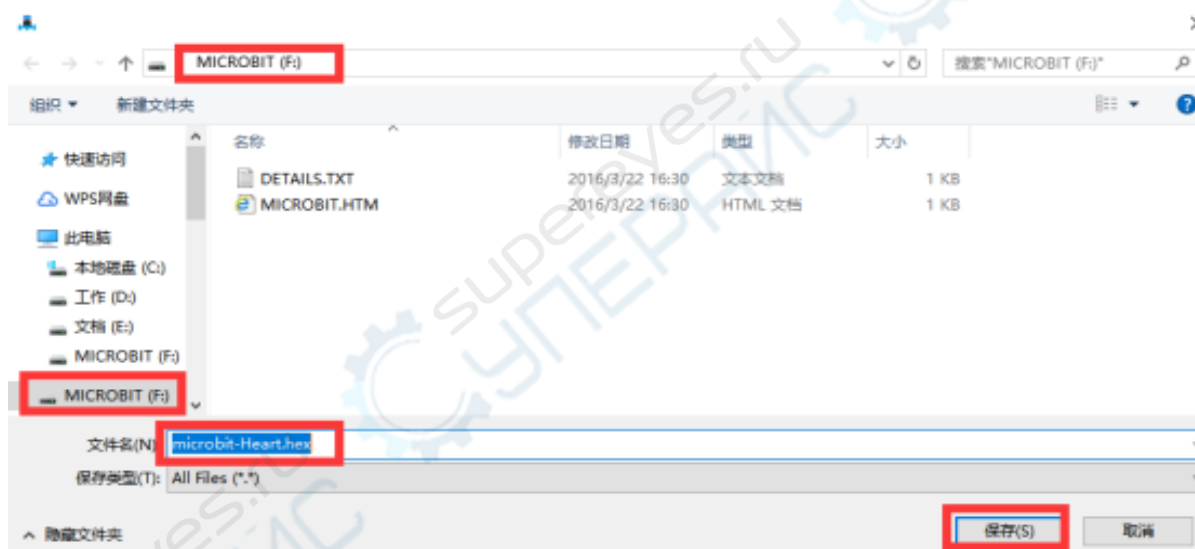 MICROBIT (F:)
搜索"MICROBIT (F:)"
组织 新建文件夹
名称 修改日期 类型 大小
快速访问
DETAILS.TXT 2016/3/22 16:30 文本文档 1 KB
WPS网盘
MICROBIT.HTM 2016/3/22 16:30 HTML 文档 1 KB
此电脑
本地磁盘 (C:)
工作 (D:)
文档 (E:)
MICROBIT (F:)
MICROBIT (F:)
文件名(N) microbit-Heart.hex
保存类型(T): All Files (*.*)
隐藏文件夹 保存(S) 取消
supereyes.ru
СУПЕРАЙС
eyes.ru